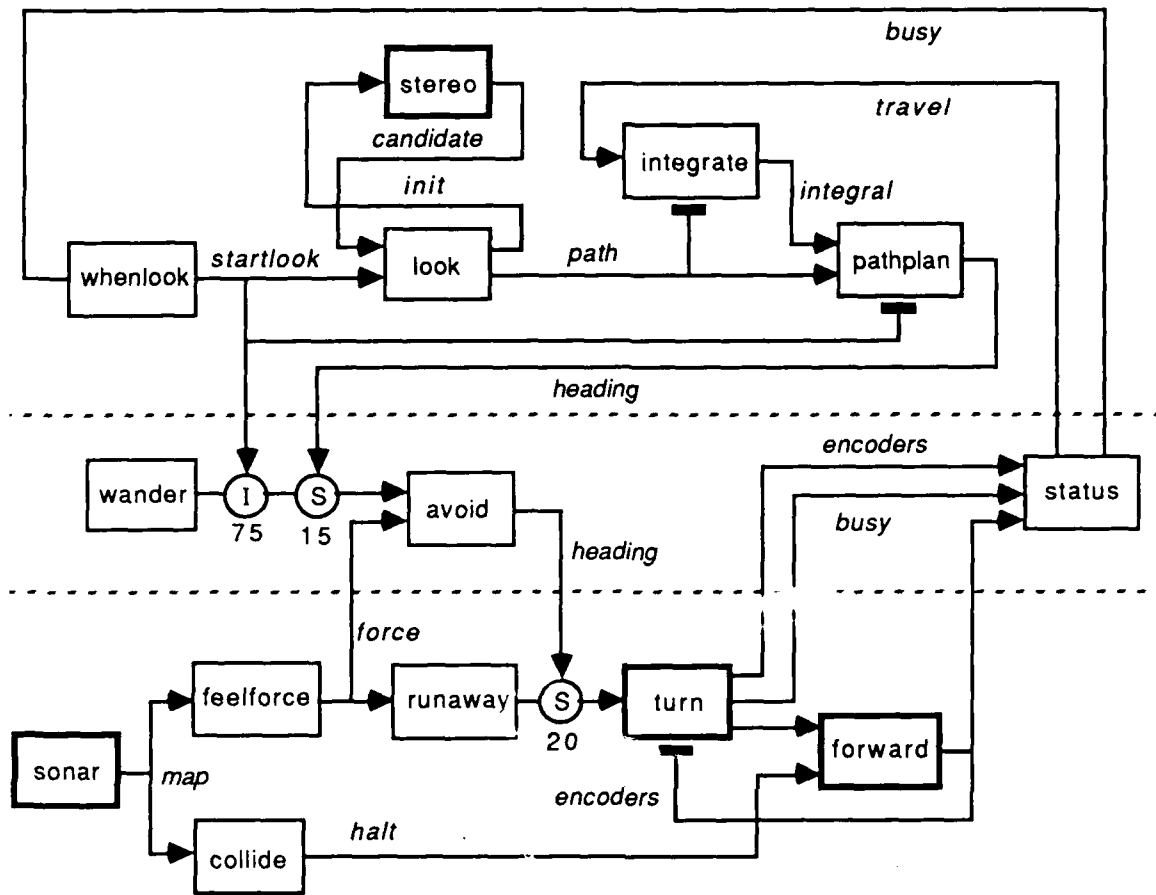 busy
stereo
travel
candidate
integrate
init
integral
startlook
look
path
pathplan
whenlook
heading
encoders
wander
I
S
avoid
status
75
15
busy
heading
force
feelforce
runaway
S
turn
20
forward
sonar
map
encoders
halt
collide